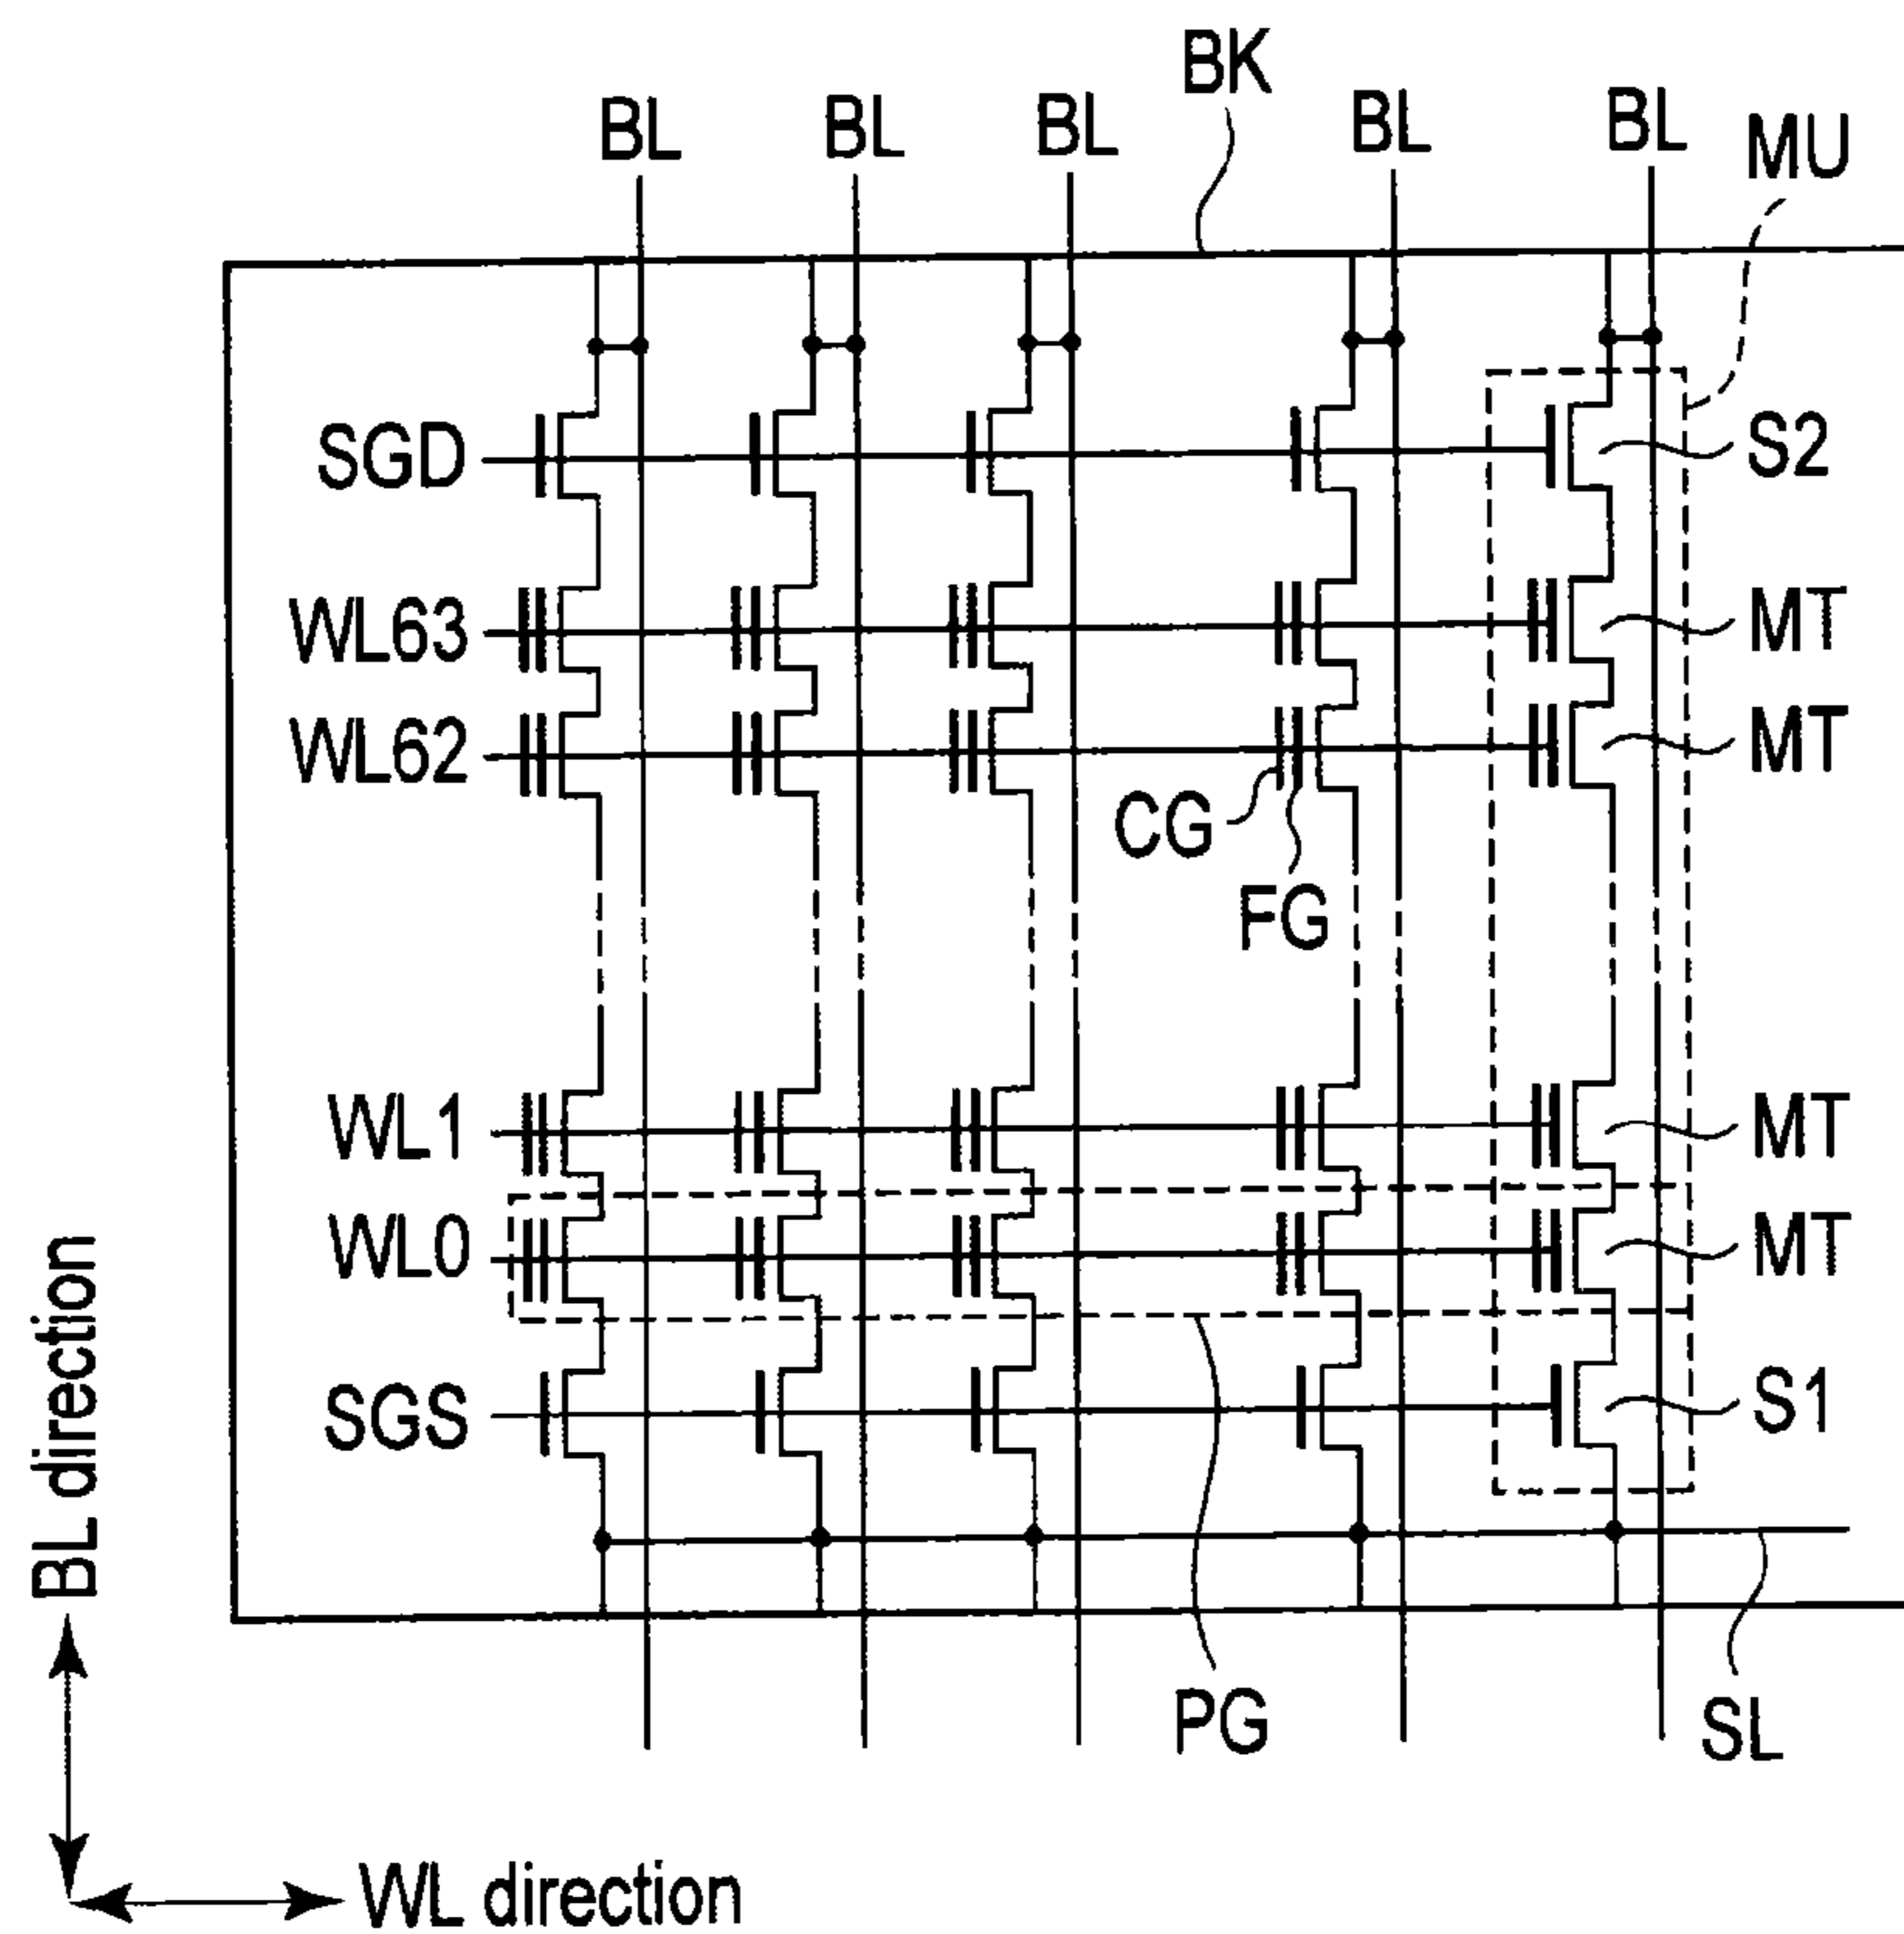 BK
BL BL BL BL BL
MU
SGD S2
WL63 MT
WL62 MT
CG
FG
WL1 MT
WL0 MT
SGS S1
PG
SL
BL direction
WL direction